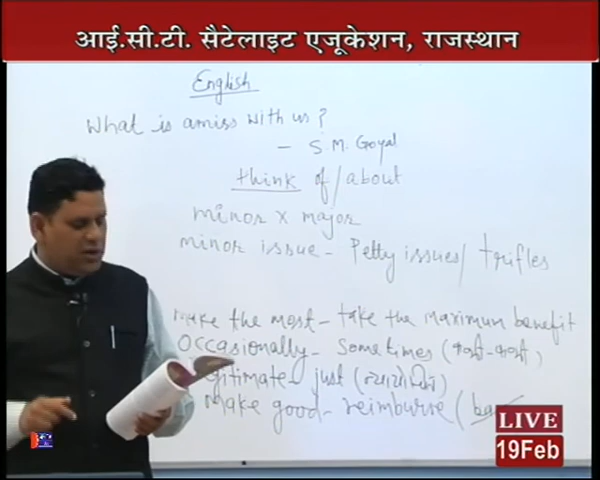 आई.सी.टी. सैटेलाइट एजूकेशन, राजस्थान
English
What is amiss with us?
- S M. Goyal
think of/about
minor x major
minor issue - Petty issues/trifles
Make the most - take the maximum benefit
Occasionally - Sometimes (कभी-कभी)
gitimate - just (न्यायोचित)
Make good - reimburse (
LIVE
19Feb